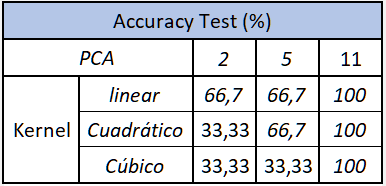 Accuracy Test (%)
PCA 2 5 11
linear 66,7 66,7 100
Kernel Cuadrático 33,33 66,7 100
Cúbico 33,33 33,33 100